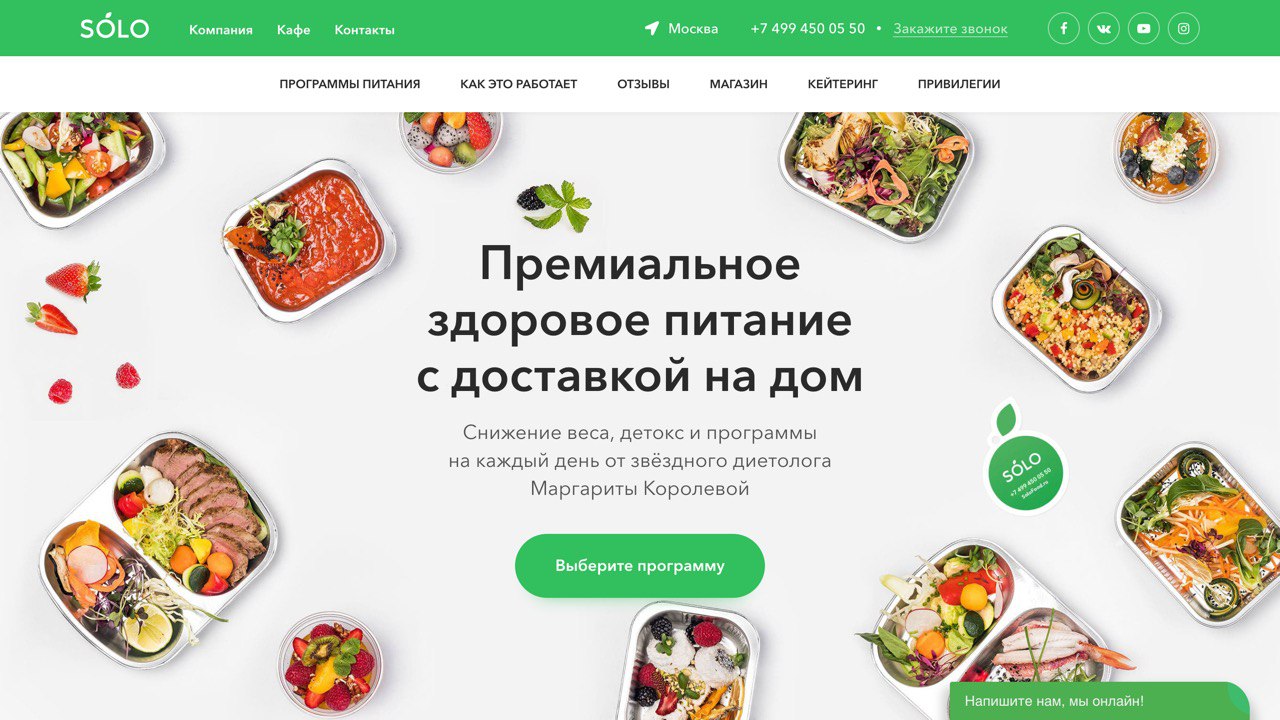 SÓLO
Компания Кафе Контакты
Москва +7 499 450 05 50 • Закажите звонок
ПРОГРАММЫ ПИТАНИЯ КАК ЭТО РАБОТАЕТ ОТЗЫВЫ МАГАЗИН КЕЙТЕРИНГ ПРИВИЛЕГИИ
Премиальное
здоровое питание
с доставкой на дом
Снижение веса, детокс и программы
на каждый день от звёздного диетолога
Маргариты Королевой
Выберите программу
SÓLO
+7 499 450 05 50
SoloFood.ru
Напишите нам, мы онлайн!